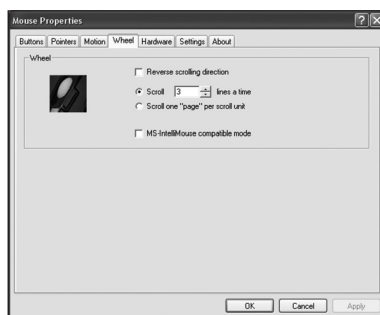 Mouse Properties
Buttons Pointers Motion Wheel Hardware Settings About
Wheel
Reverse scrolling direction
Scroll 3 lines a time
Scroll one "page" per scroll unit
MS-IntelliMouse compatible mode
OK Cancel Apply